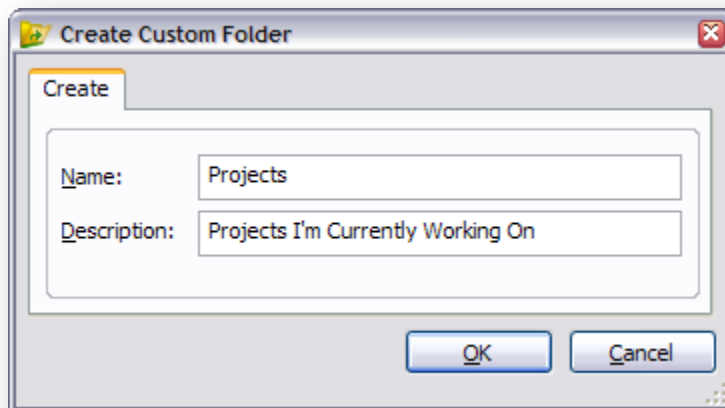 Create Custom Folder
Create
Name: Projects
Description: Projects I'm Currently Working On
OK Cancel